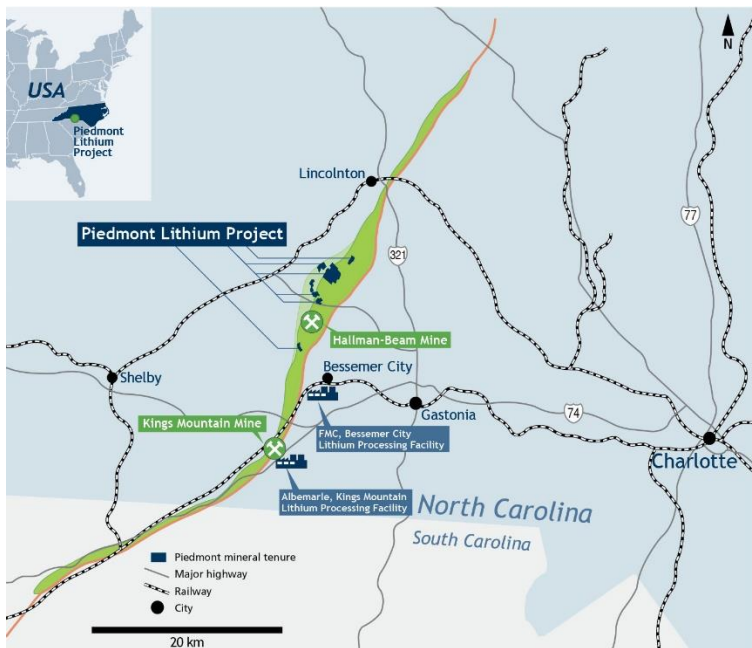 N
USA
Piedmont
Lithium
Project
Lincolnton
77
Piedmont Lithium Project
321
Hallman-Beam Mine
Shelby
Bessemer City
Gastonia
74
Kings Mountain Mine
FMC, Bessemer City
Lithium Processing Facility
Charlotte
Albemarle, Kings Mountain
Lithium Processing Facility
North Carolina
South Carolina
Piedmont mineral tenure
Major highway
Railway
City
20 km